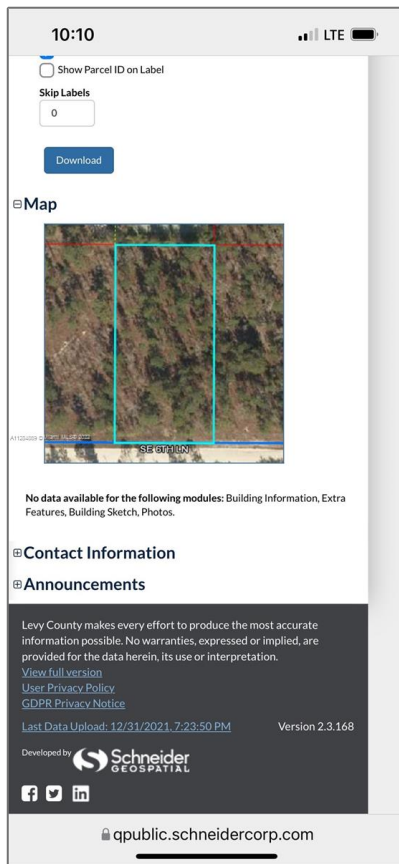 10:10
LTE
Show Parcel ID on Label
Skip Labels
0
Download
Map
SE 6TH LN
No data available for the following modules: Building Information, Extra
Features, Building Sketch, Photos.
Contact Information
Announcements
Levy County makes every effort to produce the most accurate
information possible. No warranties, expressed or implied, are
provided for the data herein, its use or interpretation.
View full version
User Privacy Policy
GDPR Privacy Notice
Last Data Upload: 12/31/2021, 7:23:50 PM
Version 2.3.168
Developed by
Schneider
GEOSPATIAL
qpublic.schneidercorp.com